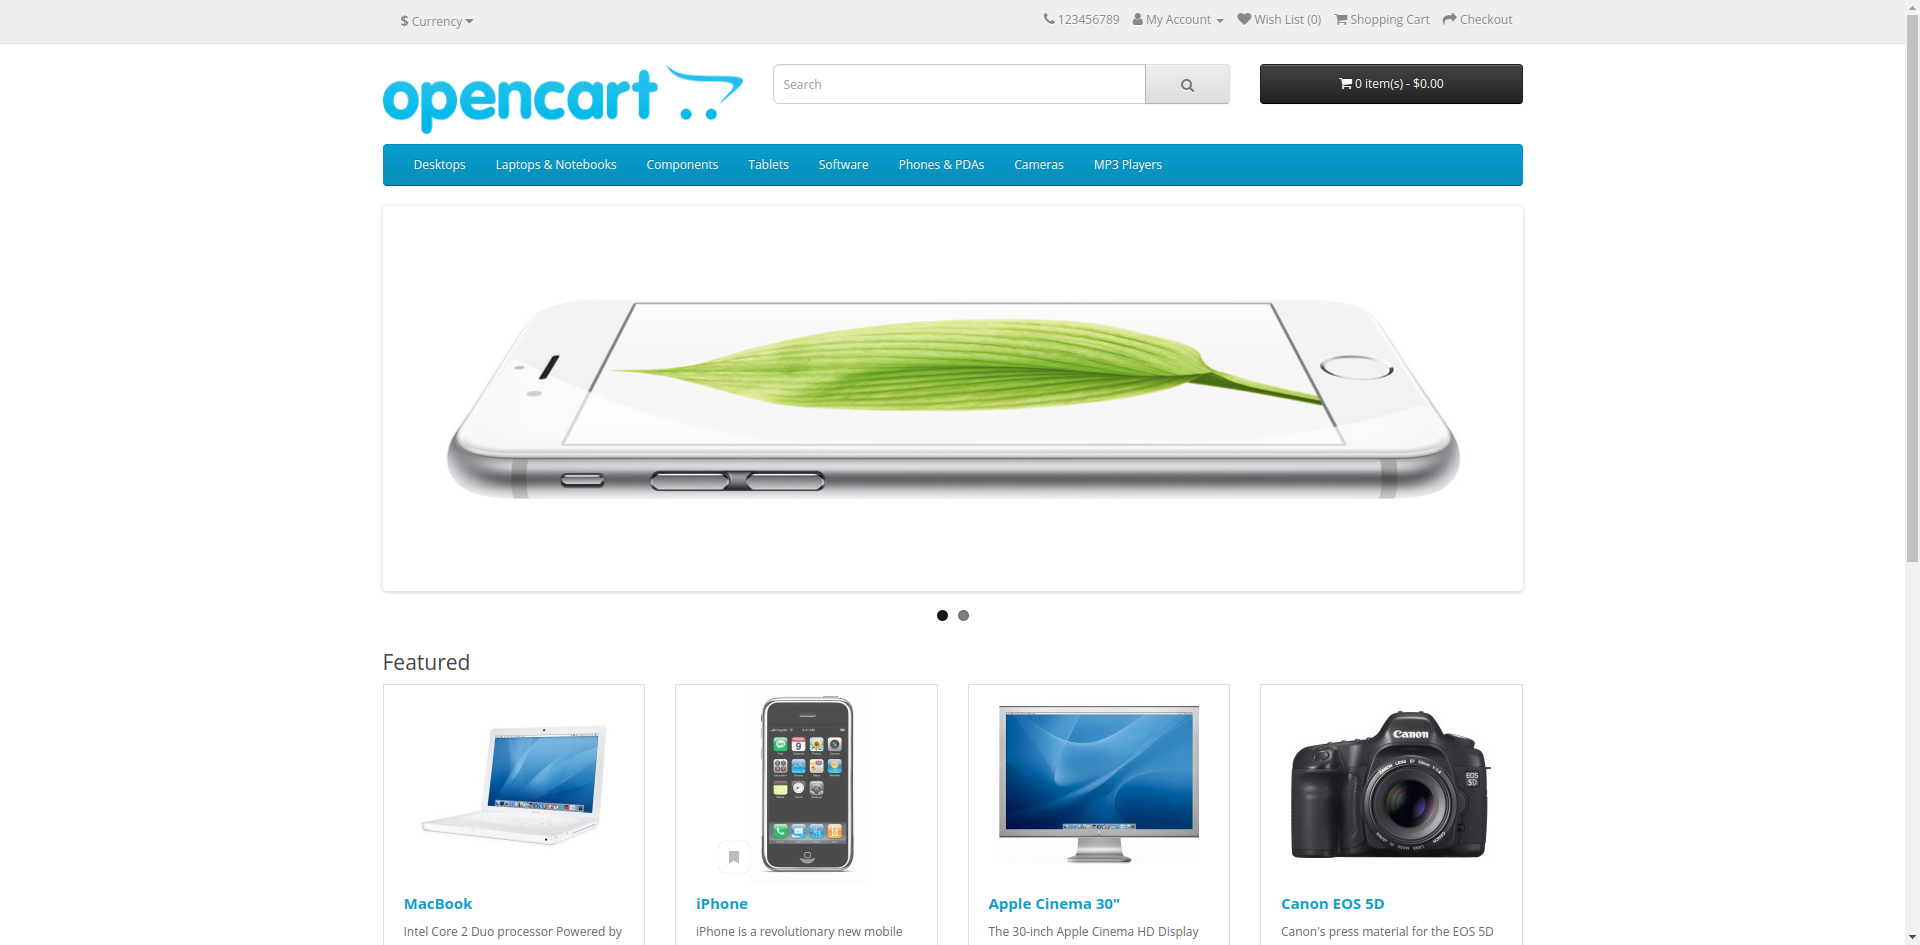 $ Currency
123456789 My Account Wish List (0) Shopping Cart Checkout
opencart
Search
0 item(s) - $0.00
Desktops Laptops & Notebooks Components Tablets Software Phones & PDAs Cameras MP3 Players
Featured
Canon
EOS
5D
MacBook
Intel Core 2 Duo processor Powered by
iPhone
iPhone is a revolutionary new mobile
Apple Cinema 30"
The 30-inch Apple Cinema HD Display
Canon EOS 5D
Canon's press material for the EOS 5D